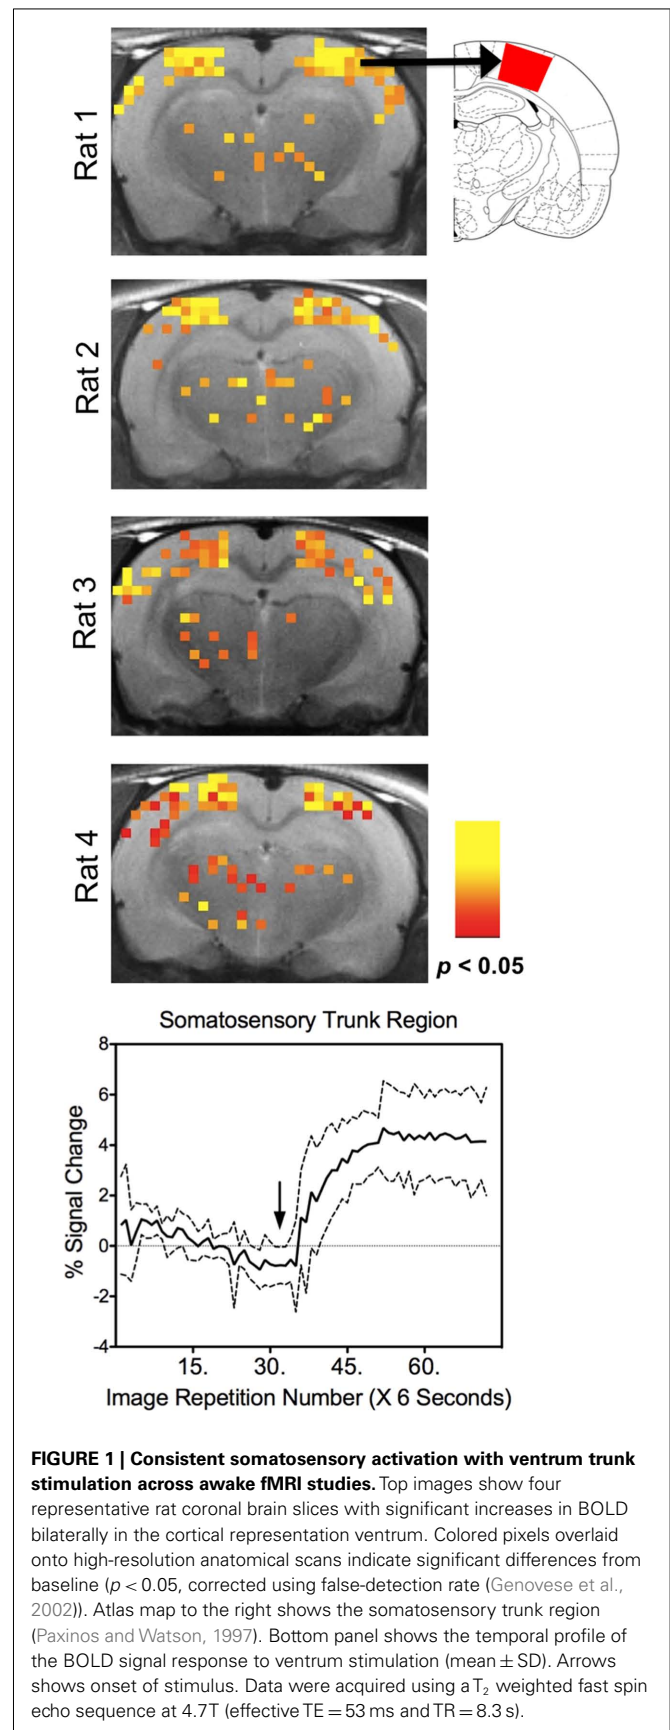 Rat 1
Rat 2
Rat 3
Rat 4
p < 0.05
Somatosensory Trunk Region
8
6
4
2
0
-2
-4
% Signal Change
15.
30.
45.
60.
Image Repetition Number (X 6 Seconds)
FIGURE 1 | Consistent somatosensory activation with ventrum trunk
stimulation across awake fMRI studies. Top images show four
representative rat coronal brain slices with significant increases in BOLD
bilaterally in the cortical representation ventrum. Colored pixels overlaid
onto high-resolution anatomical scans indicate significant differences from
baseline (p < 0.05, corrected using false-detection rate (Genovese et al.,
2002)). Atlas map to the right shows the somatosensory trunk region
(Paxinos and Watson, 1997). Bottom panel shows the temporal profile of
the BOLD signal response to ventrum stimulation (mean ± SD). Arrows
shows onset of stimulus. Data were acquired using a T₂ weighted fast spin
echo sequence at 4.7T (effective TE = 53 ms and TR = 8.3 s).